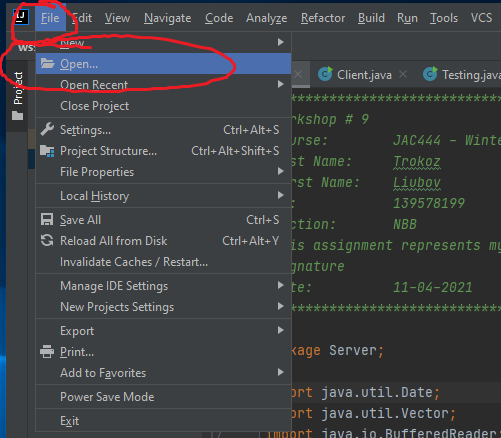 IJ File Edit View Navigate Code Analyze Refactor Build Run Tools VCS
ws
Project
New
Open...
Open Recent
Close Project
Settings... Ctrl+Alt+S
Project Structure... Ctrl+Alt+Shift+S
File Properties
Local History
Save All Ctrl+S
Reload All from Disk Ctrl+Alt+Y
Invalidate Caches / Restart...
Manage IDE Settings
New Projects Settings
Export
Print...
Add to Favorites
Power Save Mode
Exit
Client.java Testing.java
*********************
rkshop # 9
urse: JAC444 – Winte
st Name: Trokoz
rst Name: Liubov
: 139578199
ction: NBB
is assignment represents my
gnature
te: 11-04-2021
*********************
kage Server;
ort java.util.Date;
ort java.util.Vector;
17 import java.io.BufferedReader;